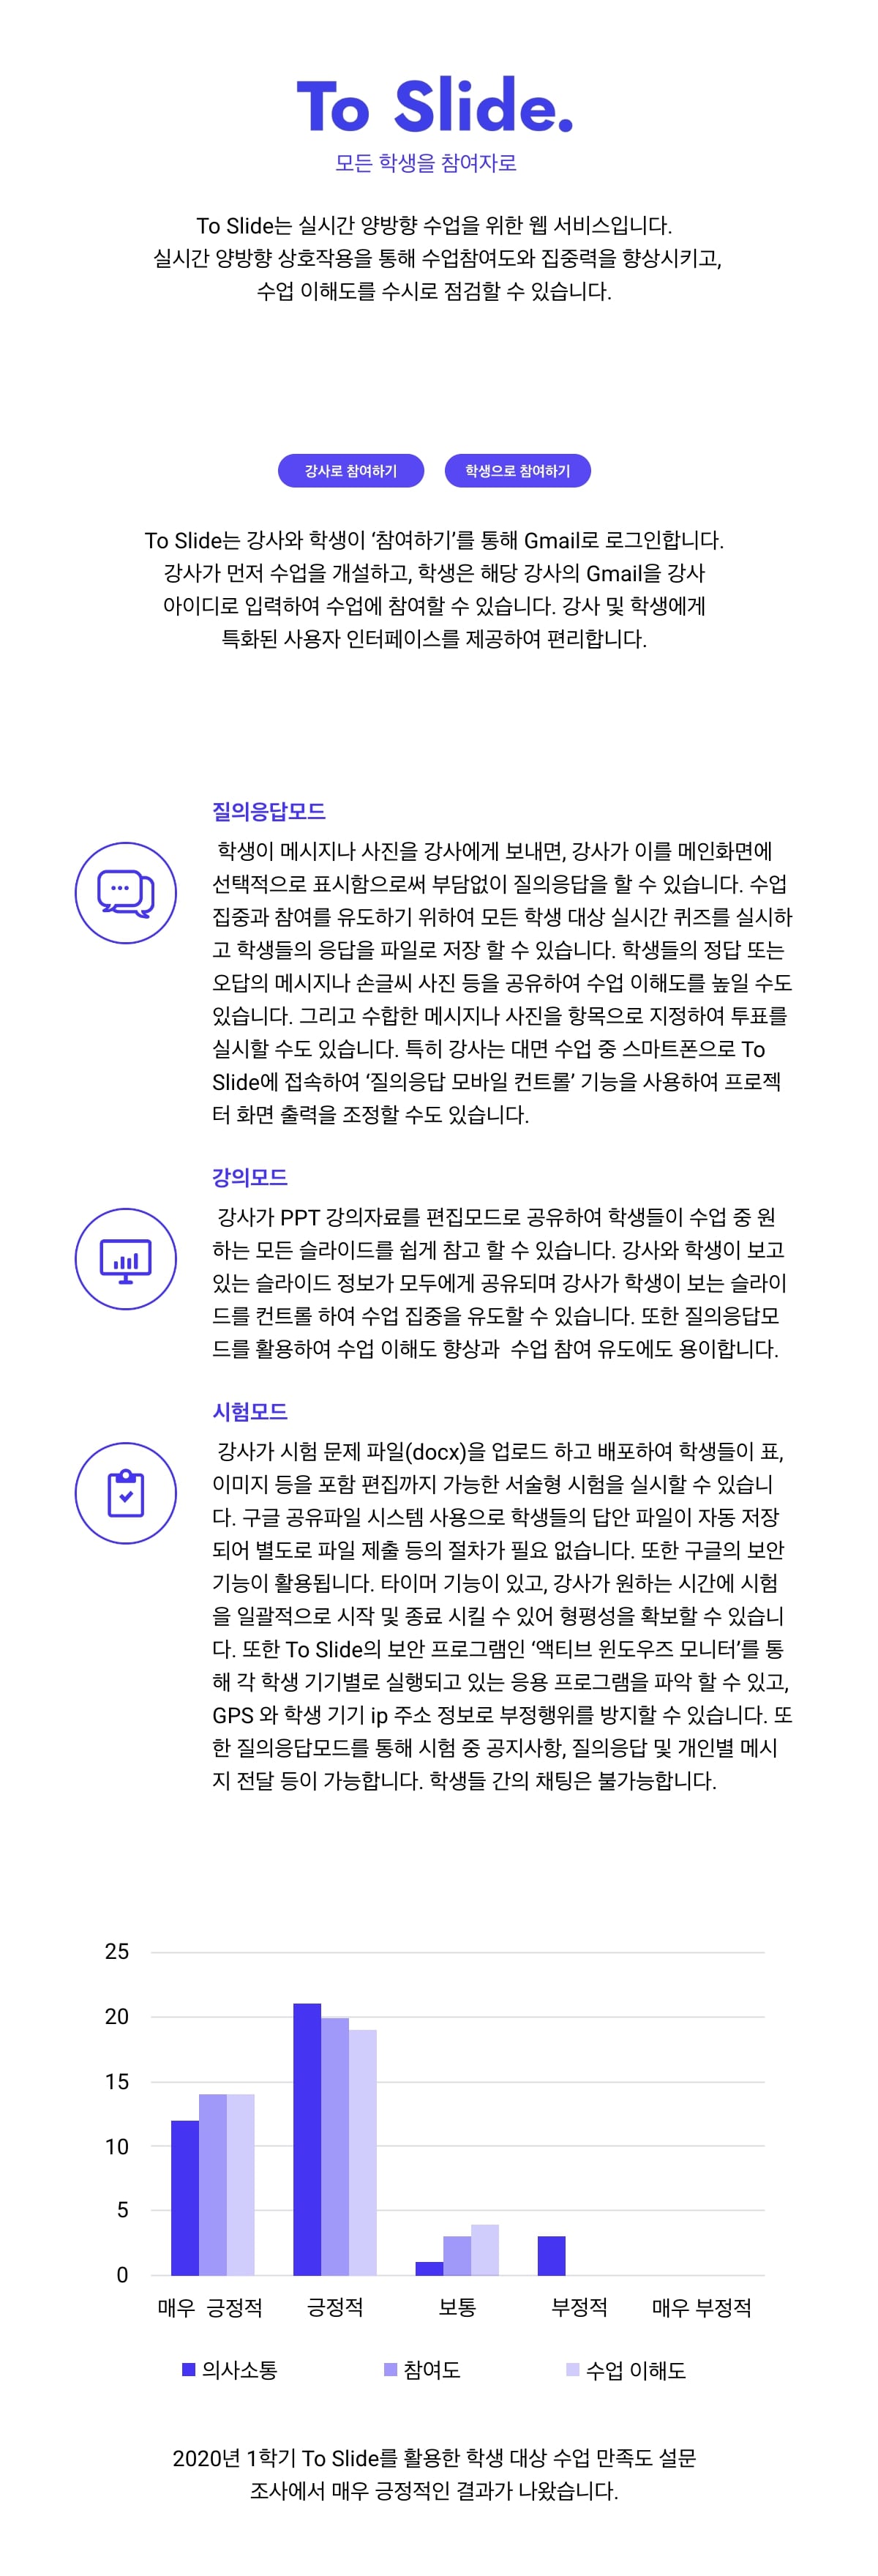 To Slide.
모든 학생을 참여자로
To Slide는 실시간 양방향 수업을 위한 웹 서비스입니다.
실시간 양방향 상호작용을 통해 수업참여도와 집중력을 향상시키고,
수업 이해도를 수시로 점검할 수 있습니다.
강사로 참여하기
학생으로 참여하기
To Slide는 강사와 학생이 ‘참여하기’를 통해 Gmail로 로그인합니다.
강사가 먼저 수업을 개설하고, 학생은 해당 강사의 Gmail을 강사
아이디로 입력하여 수업에 참여할 수 있습니다. 강사 및 학생에게
특화된 사용자 인터페이스를 제공하여 편리합니다.
질의응답모드
학생이 메시지나 사진을 강사에게 보내면, 강사가 이를 메인화면에
선택적으로 표시함으로써 부담없이 질의응답을 할 수 있습니다. 수업
집중과 참여를 유도하기 위하여 모든 학생 대상 실시간 퀴즈를 실시하
고 학생들의 응답을 파일로 저장 할 수 있습니다. 학생들의 정답 또는
오답의 메시지나 손글씨 사진 등을 공유하여 수업 이해도를 높일 수도
있습니다. 그리고 수합한 메시지나 사진을 항목으로 지정하여 투표를
실시할 수도 있습니다. 특히 강사는 대면 수업 중 스마트폰으로 To
Slide에 접속하여 ‘질의응답 모바일 컨트롤’ 기능을 사용하여 프로젝
터 화면 출력을 조정할 수도 있습니다.
강의모드
강사가 PPT 강의자료를 편집모드로 공유하여 학생들이 수업 중 원
하는 모든 슬라이드를 쉽게 참고 할 수 있습니다. 강사와 학생이 보고
있는 슬라이드 정보가 모두에게 공유되며 강사가 학생이 보는 슬라이
드를 컨트롤 하여 수업 집중을 유도할 수 있습니다. 또한 질의응답모
드를 활용하여 수업 이해도 향상과 수업 참여 유도에도 용이합니다.
시험모드
강사가 시험 문제 파일(docx)을 업로드 하고 배포하여 학생들이 표,
이미지 등을 포함 편집까지 가능한 서술형 시험을 실시할 수 있습니
다. 구글 공유파일 시스템 사용으로 학생들의 답안 파일이 자동 저장
되어 별도로 파일 제출 등의 절차가 필요 없습니다. 또한 구글의 보안
기능이 활용됩니다. 타이머 기능이 있고, 강사가 원하는 시간에 시험
을 일괄적으로 시작 및 종료 시킬 수 있어 형평성을 확보할 수 있습니
다. 또한 To Slide의 보안 프로그램인 ‘액티브 윈도우즈 모니터’를 통
해 각 학생 기기별로 실행되고 있는 응용 프로그램을 파악 할 수 있고,
GPS 와 학생 기기 ip 주소 정보로 부정행위를 방지할 수 있습니다. 또
한 질의응답모드를 통해 시험 중 공지사항, 질의응답 및 개인별 메시
지 전달 등이 가능합니다. 학생들 간의 채팅은 불가능합니다.
25
20
15
10
5
0
매우 긍정적
긍정적
보통
부정적
매우 부정적
의사소통
참여도
수업 이해도
2020년 1학기 To Slide를 활용한 학생 대상 수업 만족도 설문
조사에서 매우 긍정적인 결과가 나왔습니다.